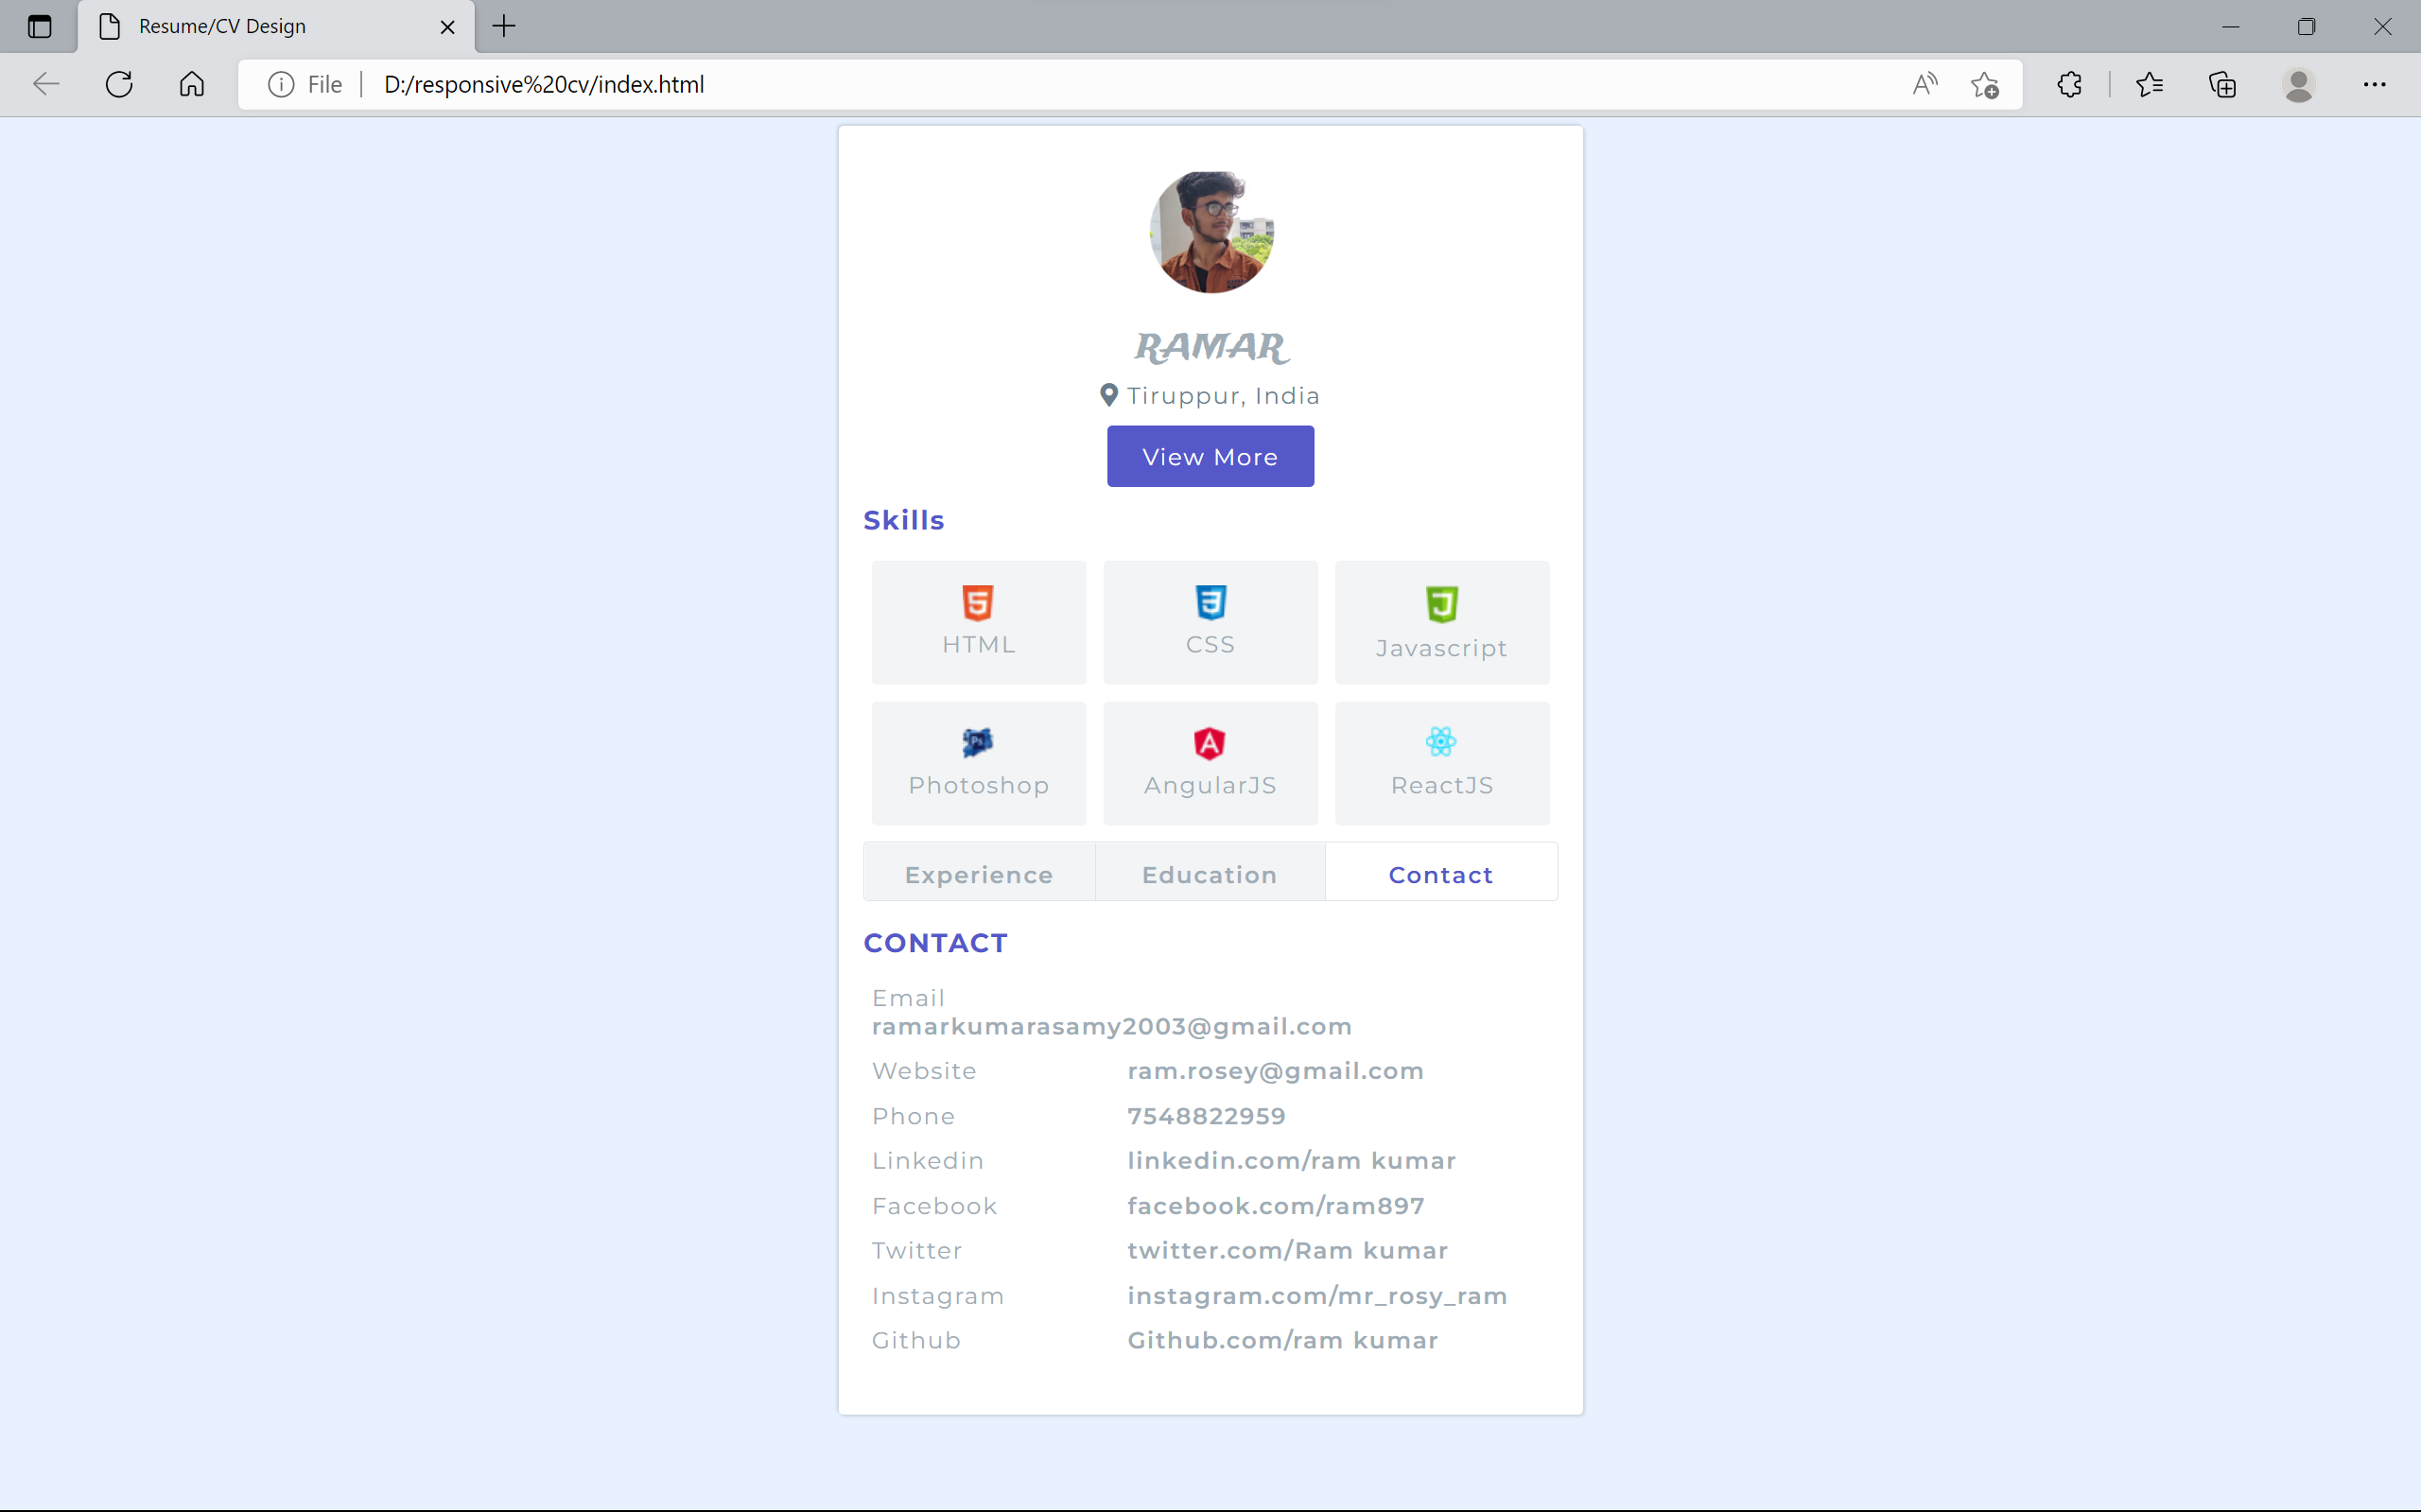 Resume/CV Design
File
D:/responsive%20cv/index.html
RAMAR
Tiruppur, India
View More
Skills
HTML
CSS
Javascript
Ps
Photoshop
AngularJS
ReactJS
Experience
Education
Contact
CONTACT
Email
ramarkumarasamy2003@gmail.com
Website ram.rosey@gmail.com
Phone 7548822959
Linkedin linkedin.com/ram kumar
Facebook facebook.com/ram897
Twitter twitter.com/Ram kumar
Instagram instagram.com/mr_rosy_ram
Github Github.com/ram kumar